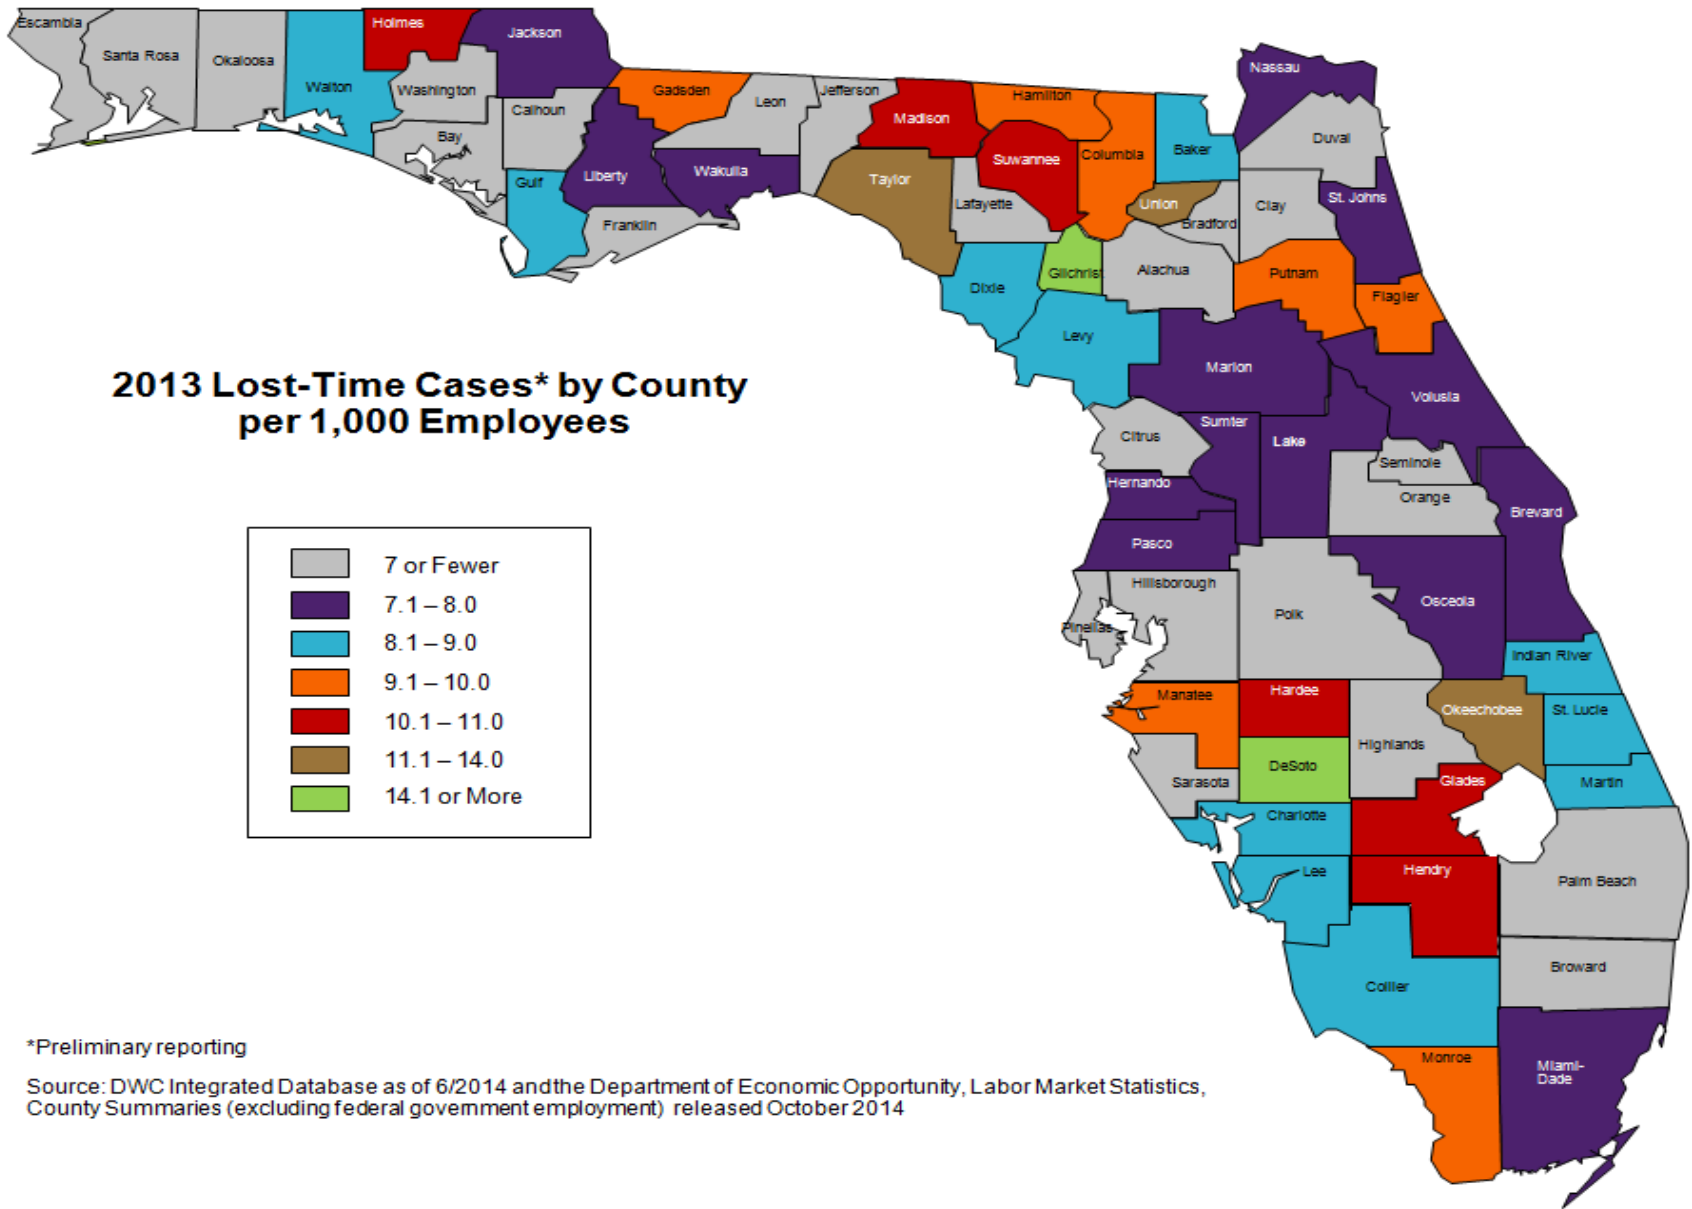 Escambia
Santa Rosa
Okaloosa
Walton
Holmes
Jackson
Washington
Bay
Calhoun
Gulf
Gadsden
Liberty
Leon
Wakulla
Franklin
Jefferson
Madison
Taylor
Hamilton
Suwannee
Lafayette
Columbia
Baker
Union
Bradford
Nassau
Duval
Clay
St. Johns
Dixie
Gilchrist
Alachua
Putnam
Flagler
Levy
Marion
Volusia
Citrus
Sumter
Lake
Seminole
Orange
Brevard
Hernando
Pasco
Hillsborough
Pinellas
Polk
Osceola
Indian River
Manatee
Hardee
Okeechobee
St. Lucie
Highlands
DeSoto
Sarasota
Glades
Martin
Charlotte
Lee
Hendry
Palm Beach
Collier
Broward
Monroe
Miami-
Dade
2013 Lost-Time Cases* by County
per 1,000 Employees
7 or Fewer
7.1 – 8.0
8.1 – 9.0
9.1 – 10.0
10.1 – 11.0
11.1 – 14.0
14.1 or More
*Preliminary reporting
Source: DWC Integrated Database as of 6/2014 and the Department of Economic Opportunity, Labor Market Statistics,
County Summaries (excluding federal government employment) released October 2014